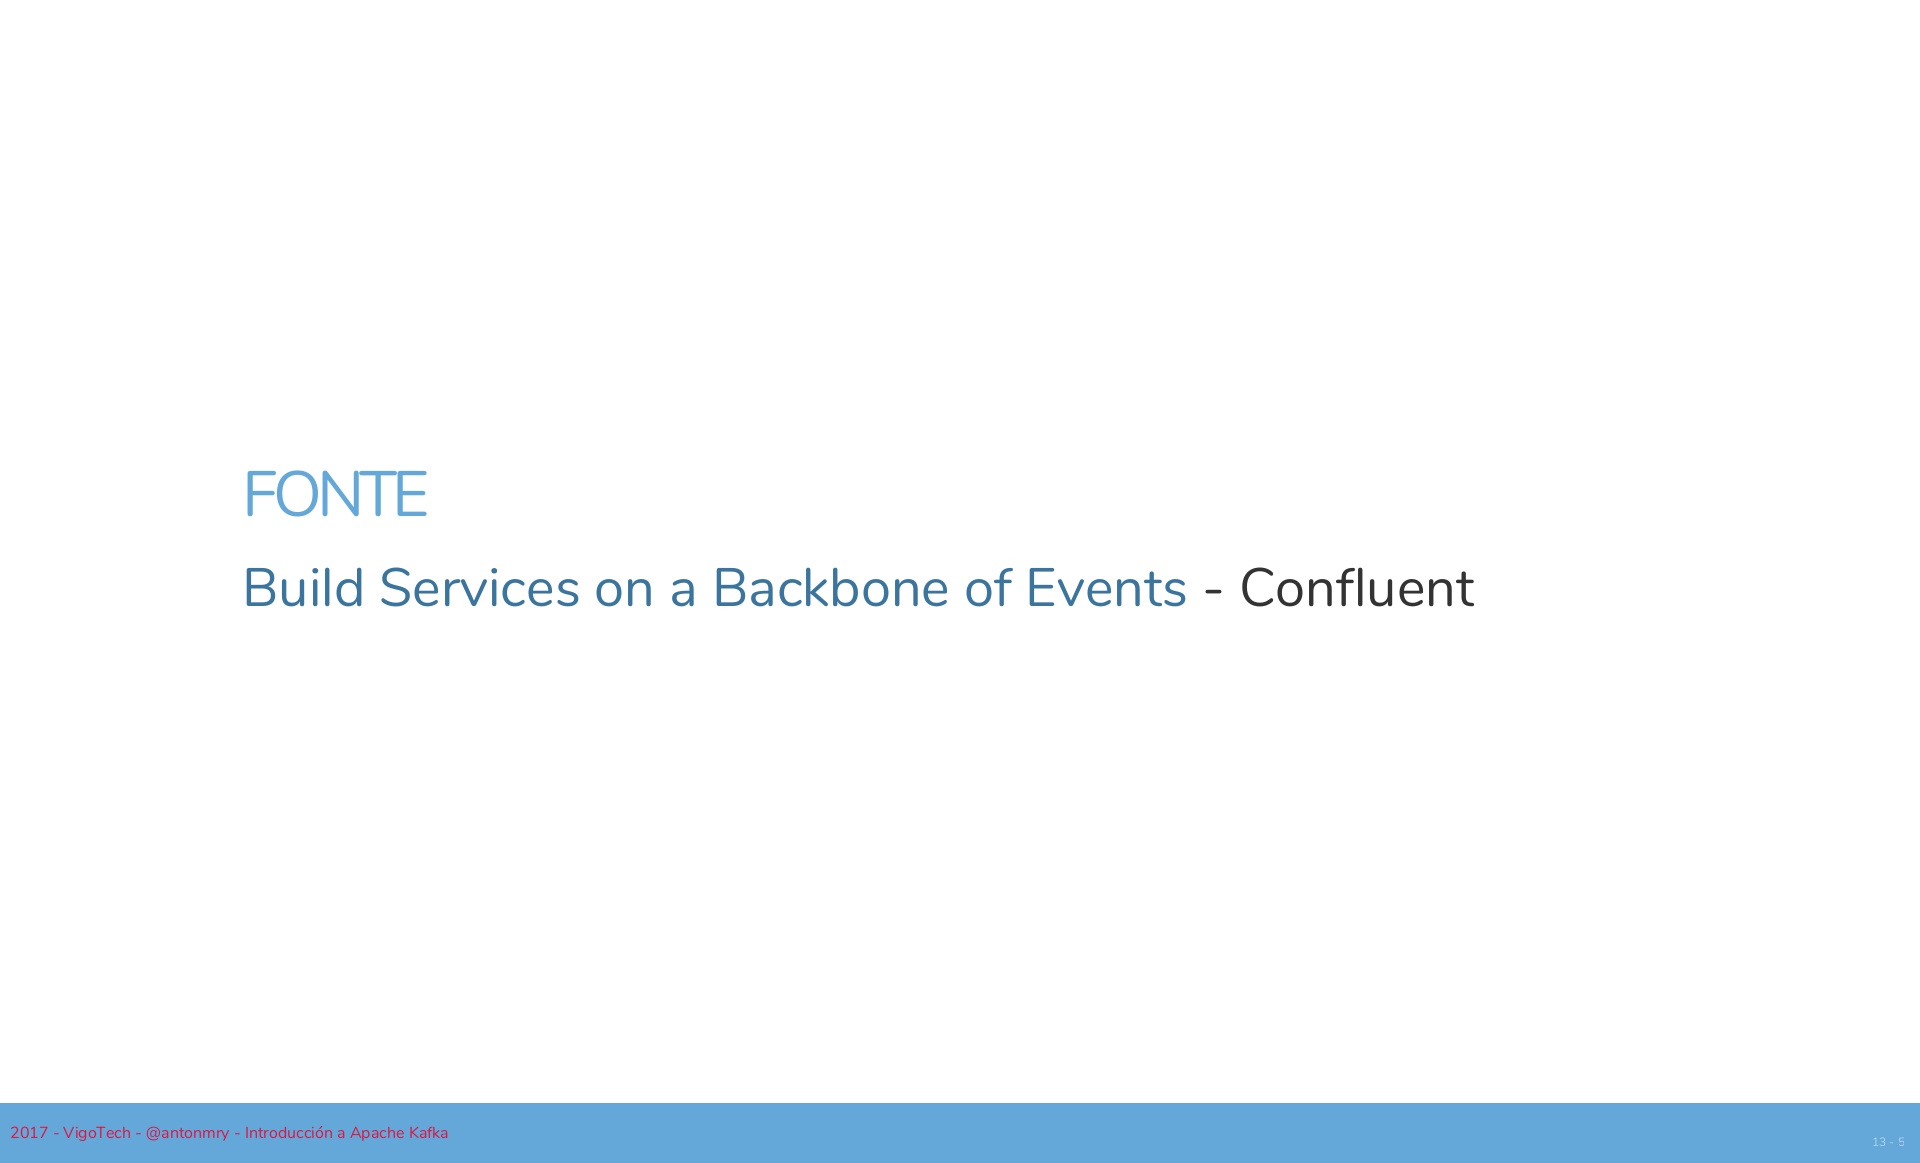 FONTE
Build Services on a Backbone of Events - Confluent
2017 - VigoTech - @antonmry - Introducción a Apache Kafka
13 - 5